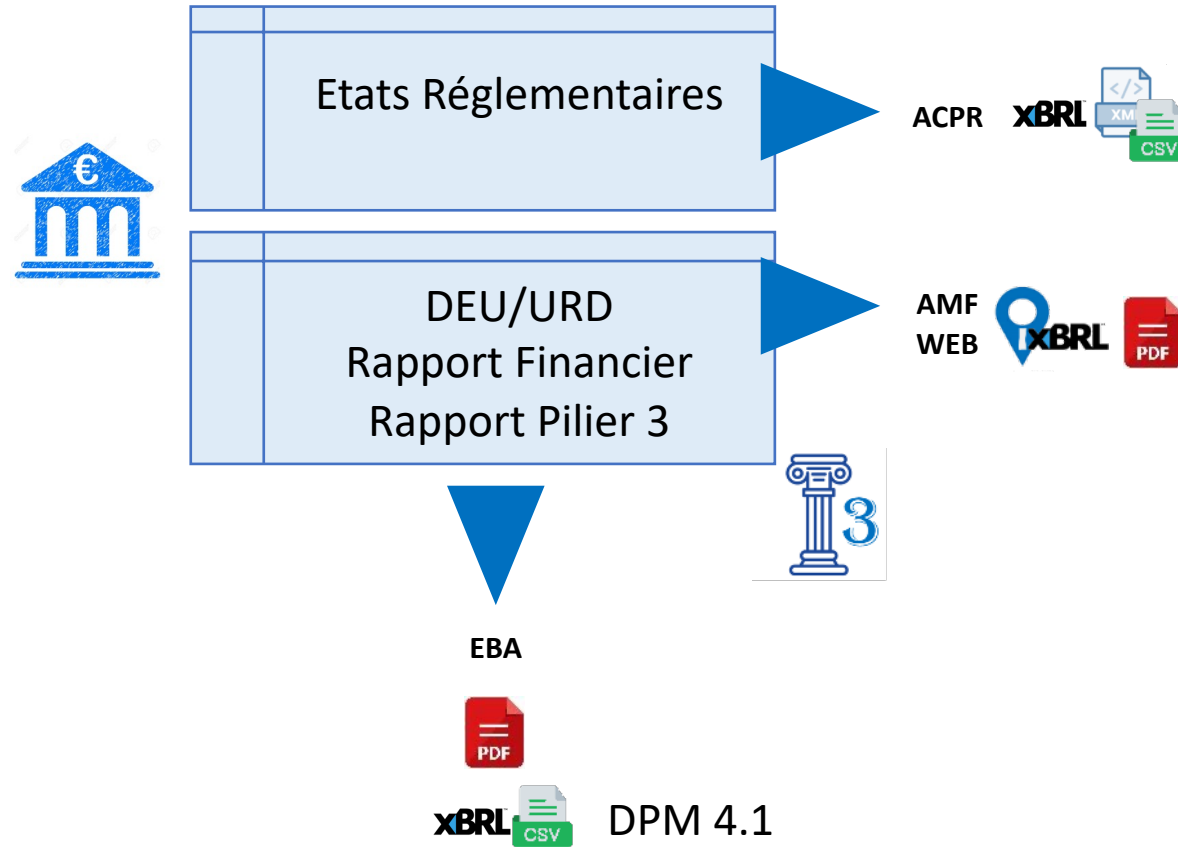 Etats Réglementaires
ACPR xBRL </> XML CSV
€
DEU/URD
Rapport Financier
Rapport Pilier 3
AMF
WEB
ixBRL PDF
3
EBA
PDF
xBRL CSV DPM 4.1